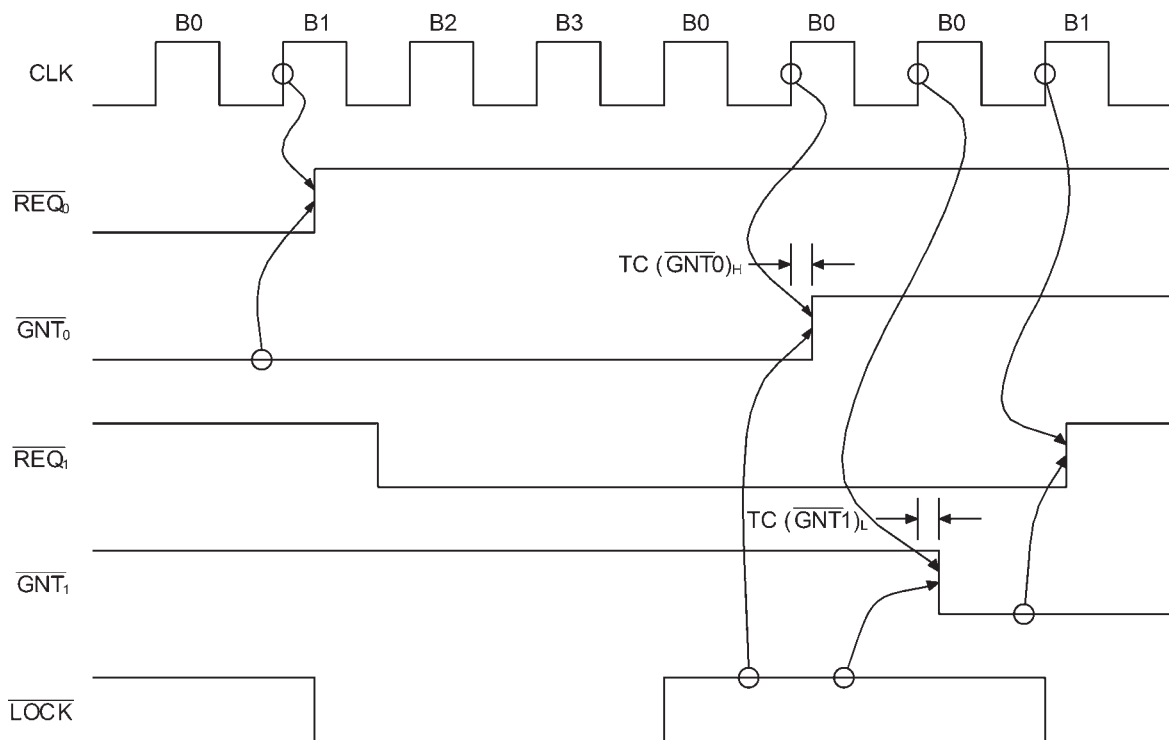 B0 B1 B2 B3 B0 B0 B0 B1
CLK
REQ0
TC (GNT0)H
GNT0
REQ1
TC (GNT1)L
GNT1
LOCK